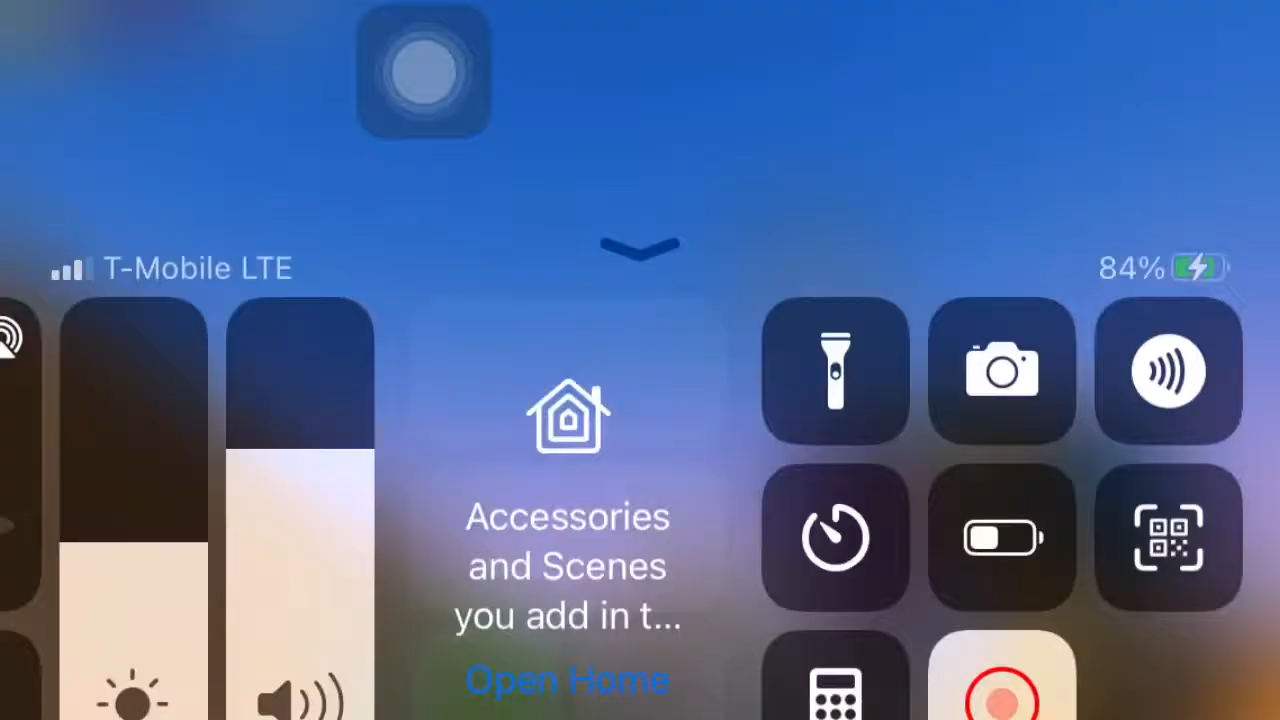 T-Mobile LTE
84%
Accessories
and Scenes
you add in t...
Open Home